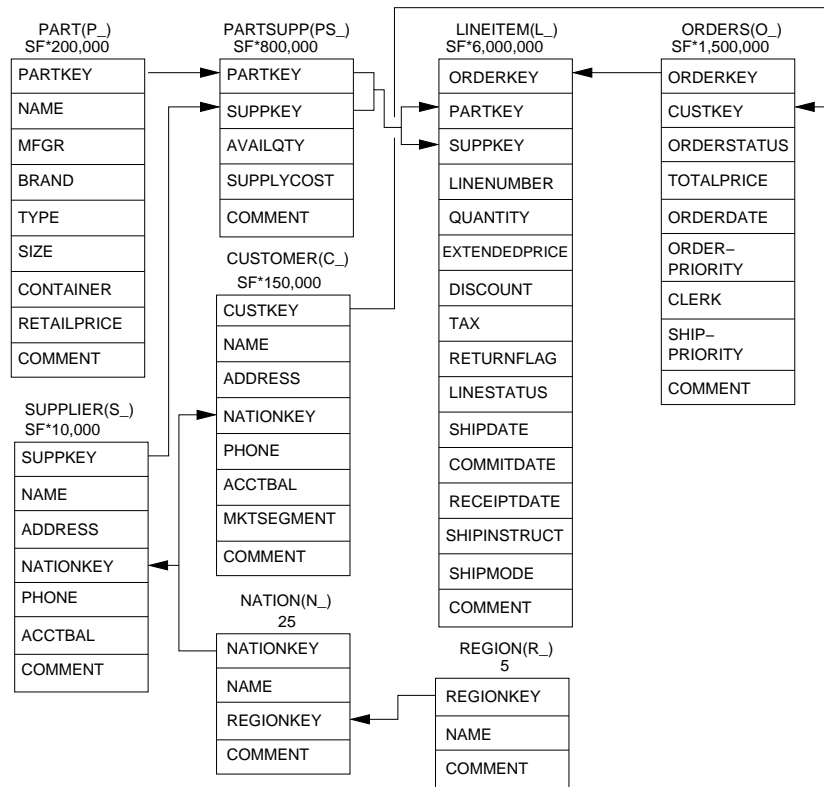 PART(P_)
SF*200,000
PARTKEY
NAME
MFGR
BRAND
TYPE
SIZE
CONTAINER
RETAILPRICE
COMMENT
SUPPLIER(S_)
SF*10,000
SUPPKEY
NAME
ADDRESS
NATIONKEY
PHONE
ACCTBAL
COMMENT
PARTSUPP(PS_)
SF*800,000
PARTKEY
SUPPKEY
AVAILQTY
SUPPLYCOST
COMMENT
CUSTOMER(C_)
SF*150,000
CUSTKEY
NAME
ADDRESS
NATIONKEY
PHONE
ACCTBAL
MKTSEGMENT
COMMENT
NATION(N_)
25
NATIONKEY
NAME
REGIONKEY
COMMENT
LINEITEM(L_)
SF*6,000,000
ORDERKEY
PARTKEY
SUPPKEY
LINENUMBER
QUANTITY
EXTENDEDPRICE
DISCOUNT
TAX
RETURNFLAG
LINESTATUS
SHIPDATE
COMMITDATE
RECEIPTDATE
SHIPINSTRUCT
SHIPMODE
COMMENT
REGION(R_)
5
REGIONKEY
NAME
COMMENT
ORDERS(O_)
SF*1,500,000
ORDERKEY
CUSTKEY
ORDERSTATUS
TOTALPRICE
ORDERDATE
ORDER−
PRIORITY
CLERK
SHIP−
PRIORITY
COMMENT